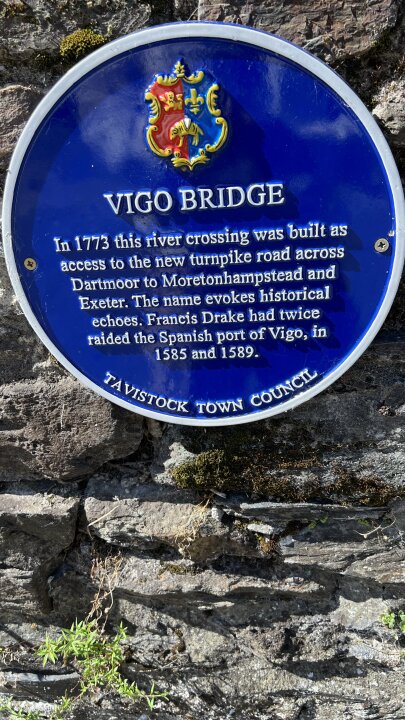 VIGO BRIDGE
In 1773 this river crossing was built as
access to the new turnpike road across
Dartmoor to Moretonhampstead and
Exeter. The name evokes historical
echoes. Francis Drake had twice
raided the Spanish port of Vigo, in
1585 and 1589.
TAVISTOCK TOWN COUNCIL